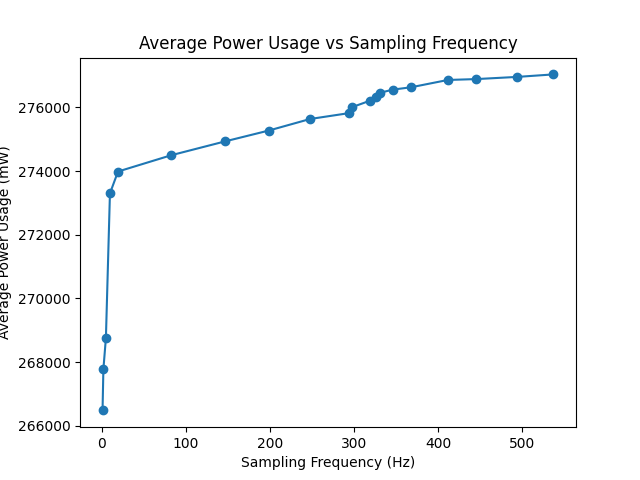 Average Power Usage vs Sampling Frequency
Average Power Usage (mW)
276000
274000
272000
270000
268000
266000
0 100 200 300 400 500
Sampling Frequency (Hz)